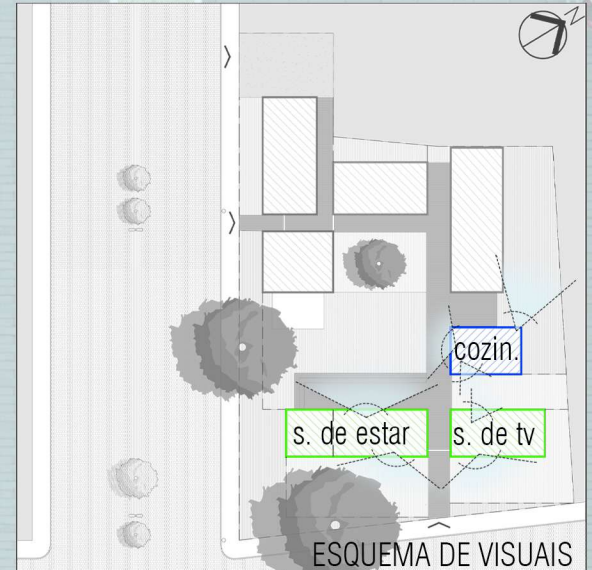 N
cozin.
s. de estar
s. de tv
ESQUEMA DE VISUAIS